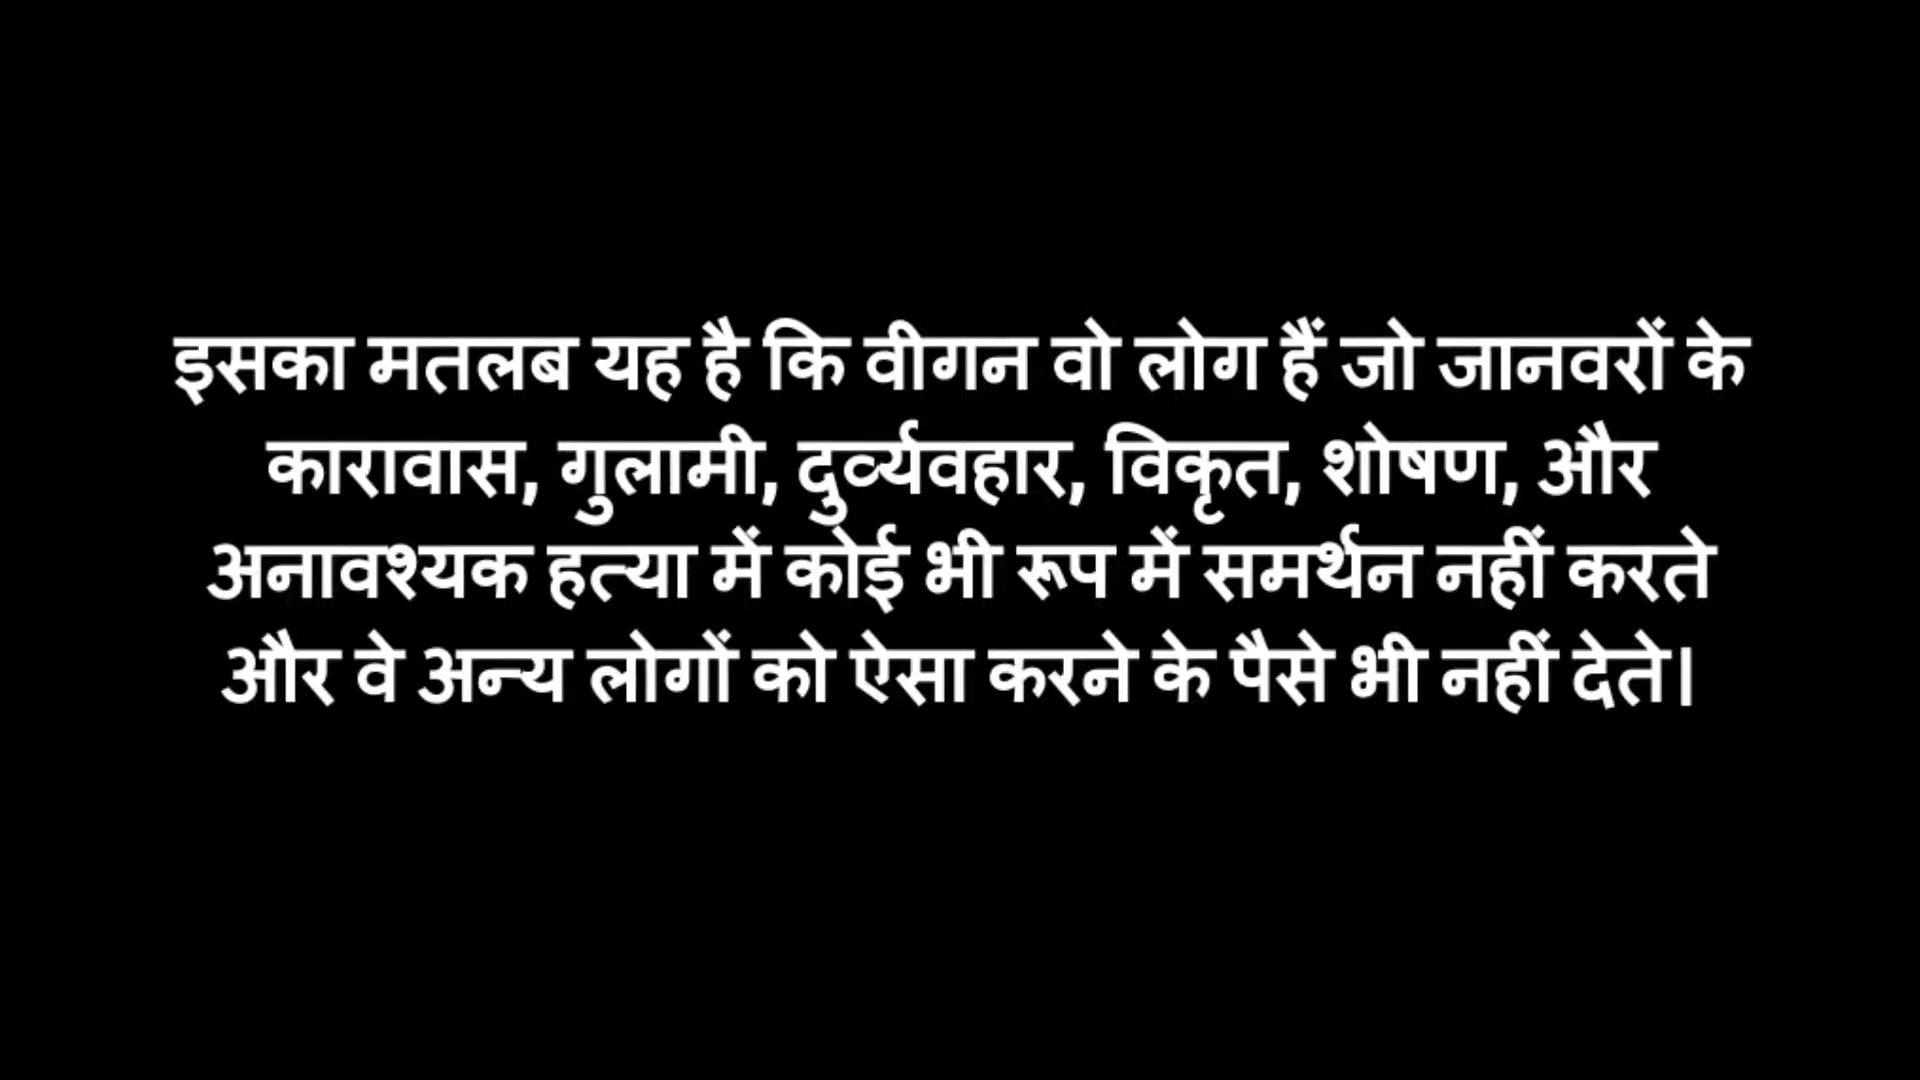 इसका मतलब यह है कि वीगन वो लोग हैं जो जानवरों के
कारावास, गुलामी, दुर्व्यवहार, विकृत, शोषण, और
अनावश्यक हत्या में कोई भी रूप में समर्थन नहीं करते
और वे अन्य लोगों को ऐसा करने के पैसे भी नहीं देते।